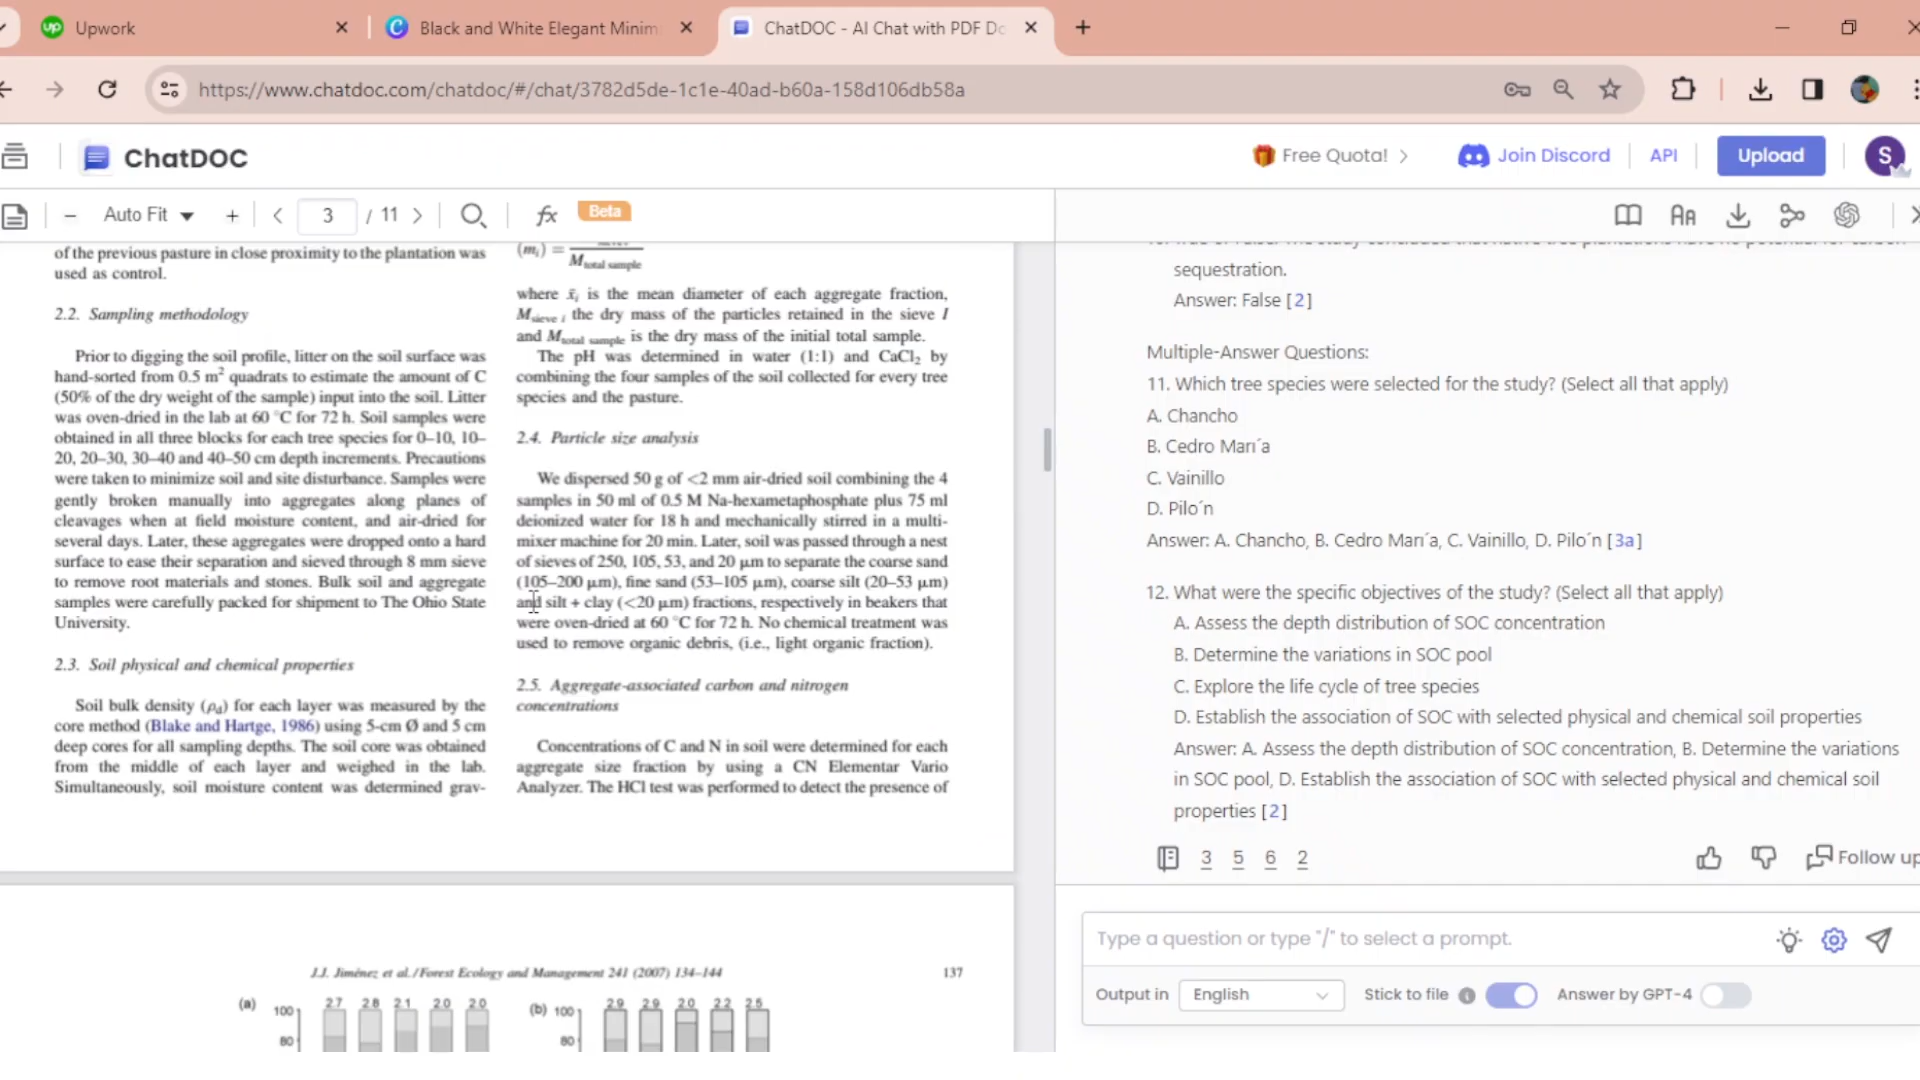 Upwork
Black and White Elegant Minim
ChatDOC - AI Chat with PDF Do
https://www.chatdoc.com/chatdoc/#/chat/3782d5de-1c1e-40ad-b60a-158d106db58a
ChatDOC
Free Quota!
Join Discord
API
Upload
S
Auto Fit
3 / 11
fx
Beta
of the previous pasture in close proximity to the plantation was
used as control.
2.2. Sampling methodology
Prior to digging the soil profile, litter on the soil surface was
hand-sorted from 0.5 m² quadrats to estimate the amount of C
(50% of the dry weight of the sample) input into the soil. Litter
was oven-dried in the lab at 60 °C for 72 h. Soil samples were
obtained in all three blocks for each tree species for 0–10, 10–
20, 20–30, 30–40 and 40–50 cm depth increments. Precautions
were taken to minimize soil and site disturbance. Samples were
gently broken manually into aggregates along planes of
cleavages when at field moisture content, and air-dried for
several days. Later, these aggregates were dropped onto a hard
surface to ease their separation and sieved through 8 mm sieve
to remove root materials and stones. Bulk soil and aggregate
samples were carefully packed for shipment to The Ohio State
University.
2.3. Soil physical and chemical properties
Soil bulk density (ρd) for each layer was measured by the
core method (Blake and Hartge, 1986) using 5-cm Ø and 5 cm
deep cores for all sampling depths. The soil core was obtained
from the middle of each layer and weighed in the lab.
Simultaneously, soil moisture content was determined grav-
(mi) =
Mtotal sample
where x̄i is the mean diameter of each aggregate fraction,
Msieve i the dry mass of the particles retained in the sieve I
and Mtotal sample is the dry mass of the initial total sample.
The pH was determined in water (1:1) and CaCl2 by
combining the four samples of the soil collected for every tree
species and the pasture.
2.4. Particle size analysis
We dispersed 50 g of <2 mm air-dried soil combining the 4
samples in 50 ml of 0.5 M Na-hexametaphosphate plus 75 ml
deionized water for 18 h and mechanically stirred in a multi-
mixer machine for 20 min. Later, soil was passed through a nest
of sieves of 250, 105, 53, and 20 μm to separate the coarse sand
(105–200 μm), fine sand (53–105 μm), coarse silt (20–53 μm)
and silt + clay (<20 μm) fractions, respectively in beakers that
were oven-dried at 60 °C for 72 h. No chemical treatment was
used to remove organic debris, (i.e., light organic fraction).
2.5. Aggregate-associated carbon and nitrogen
concentrations
Concentrations of C and N in soil were determined for each
aggregate size fraction by using a CN Elementar Vario
Analyzer. The HCl test was performed to detect the presence of
J.J. Jiménez et al. / Forest Ecology and Management 241 (2007) 134–144
137
(a) 100 2.7 2.8 2.1 2.0 2.0
80
(b) 100 2.9 2.9 2.0 2.2 2.5
80
sequestration.
Answer: False [2]
Multiple-Answer Questions:
11. Which tree species were selected for the study? (Select all that apply)
A. Chancho
B. Cedro Marı´a
C. Vainillo
D. Pilo´n
Answer: A. Chancho, B. Cedro Marı´a, C. Vainillo, D. Pilo´n [3a]
12. What were the specific objectives of the study? (Select all that apply)
A. Assess the depth distribution of SOC concentration
B. Determine the variations in SOC pool
C. Explore the life cycle of tree species
D. Establish the association of SOC with selected physical and chemical soil properties
Answer: A. Assess the depth distribution of SOC concentration, B. Determine the variations
in SOC pool, D. Establish the association of SOC with selected physical and chemical soil
properties [2]
3 5 6 2
Follow up
Type a question or type "/" to select a prompt.
Output in English
Stick to file
Answer by GPT-4